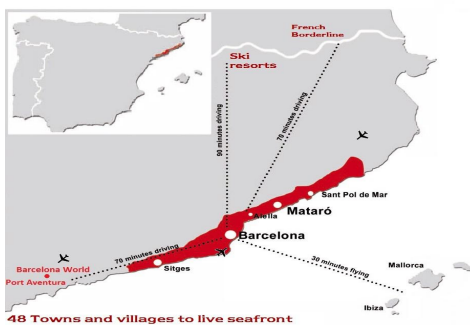 French
Borderline
Ski
resorts
90 minutes driving
70 minutes driving
Sant Pol de Mar
Alella
Mataró
Barcelona
70 minutes driving
30 minutes flying
Barcelona World
Port Aventura
Sitges
Mallorca
Ibiza
48 Towns and villages to live seafront